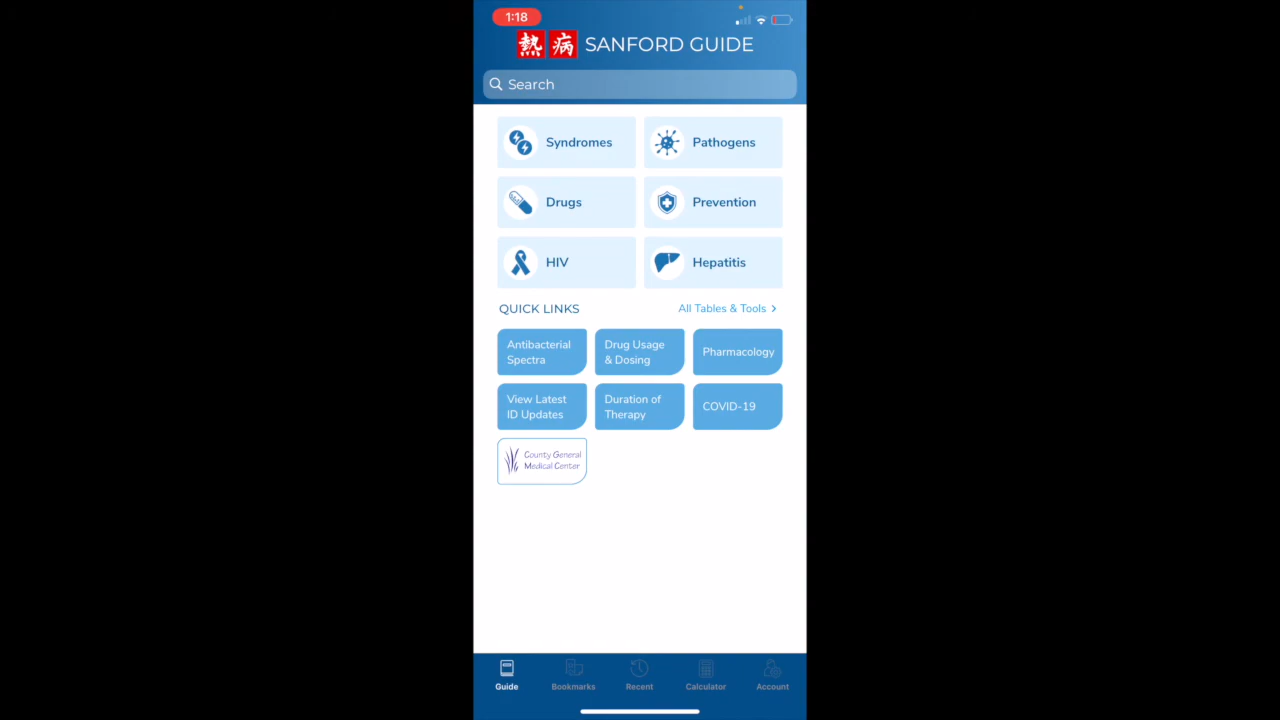 1:18
熱病 SANFORD GUIDE
Search
Syndromes
Pathogens
Drugs
Prevention
HIV
Hepatitis
QUICK LINKS
All Tables & Tools
Antibacterial
Spectra
Drug Usage
& Dosing
Pharmacology
View Latest
ID Updates
Duration of
Therapy
COVID-19
County General
Medical Center
Guide
Bookmarks
Recent
Calculator
Account